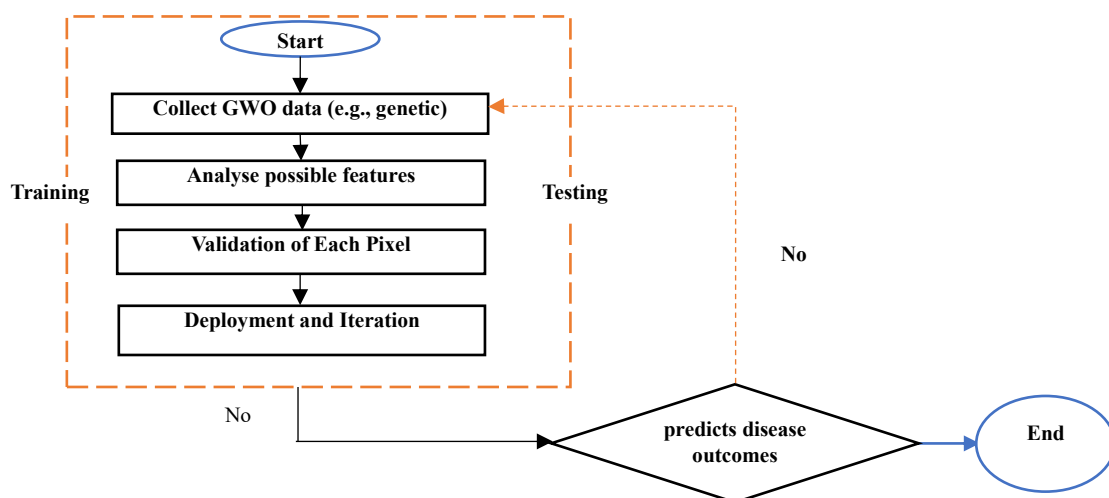 Start
Collect GWO data (e.g., genetic)
Analyse possible features
Training
Testing
Validation of Each Pixel
No
Deployment and Iteration
No
predicts disease
outcomes
End